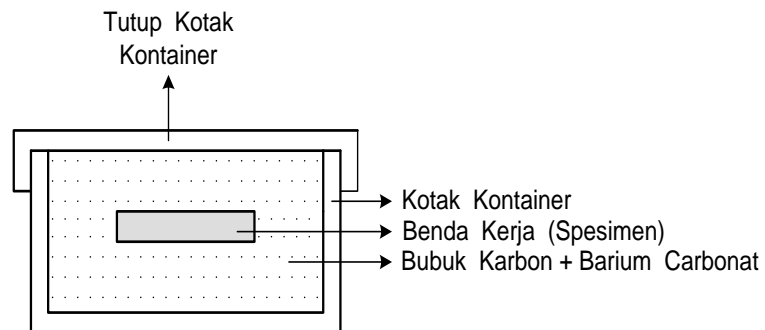 Tutup Kotak
Kontainer
Kotak Kontainer
Benda Kerja (Spesimen)
Bubuk Karbon + Barium Carbonat